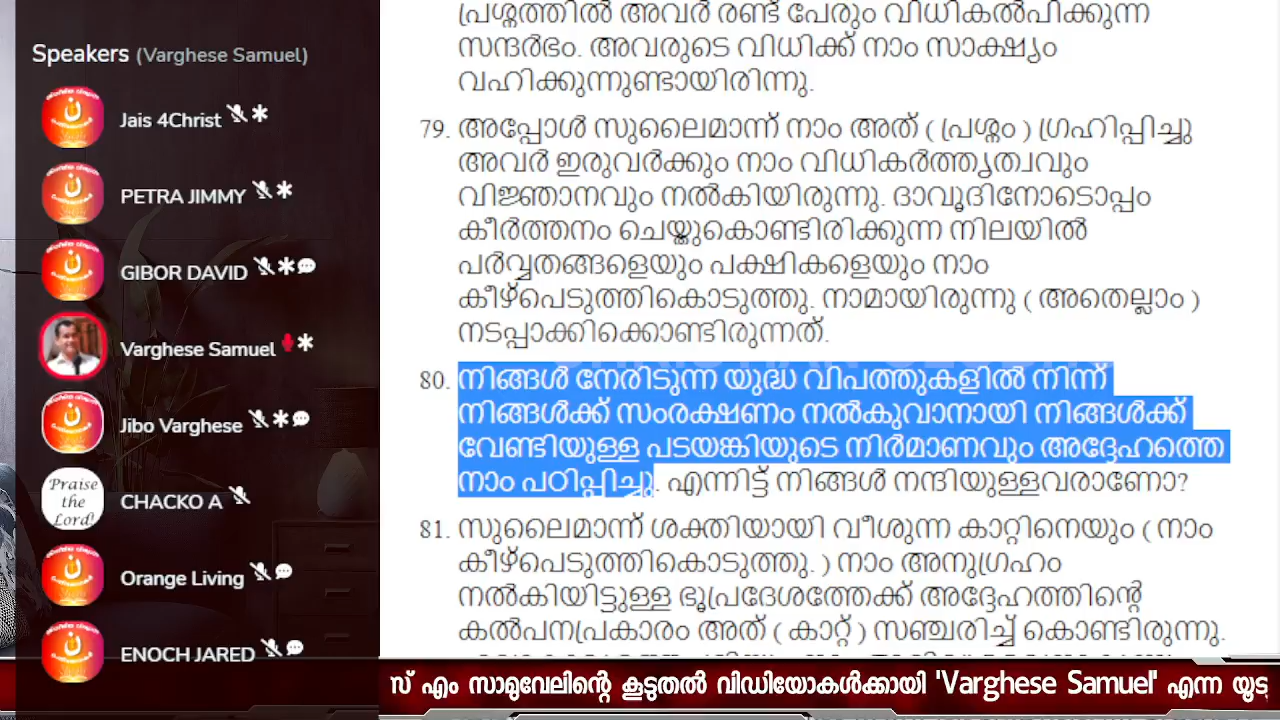 Speakers (Varghese Samuel)
Jais 4Christ
PETRA JIMMY
GIBOR DAVID
Varghese Samuel
Jibo Varghese
Praise
the
Lord!
CHACKO A
Orange Living
ENOCH JARED
പ്രശ്നത്തിൽ അവർ രണ്ട് പേരും വിധികൽപിക്കുന്ന
സന്ദർഭം. അവരുടെ വിധിക്ക് നാം സാക്ഷ്യം
വഹിക്കുന്നുണ്ടായിരിന്നു.
79. അപ്പോൾ സുലൈമാന്ന് നാം അത് ( പ്രശ്നം ) ഗ്രഹിപ്പിച്ചു
അവർ ഇരുവർക്കും നാം വിധികർത്തൃത്വവും
വിജ്ഞാനവും നൽകിയിരുന്നു. ദാവൂദിനോടൊപ്പം
കീർത്തനം ചെയ്തുകൊണ്ടിരിക്കുന്ന നിലയിൽ
പർവ്വതങ്ങളെയും പക്ഷികളെയും നാം
കീഴ്പെടുത്തികൊടുത്തു. നാമായിരുന്നു ( അതെല്ലാം )
നടപ്പാക്കിക്കൊണ്ടിരുന്നത്.
80. നിങ്ങൾ നേരിടുന്ന യുദ്ധ വിപത്തുകളിൽ നിന്ന്
നിങ്ങൾക്ക് സംരക്ഷണം നൽകുവാനായി നിങ്ങൾക്ക്
വേണ്ടിയുള്ള പടയങ്കിയുടെ നിർമാണവും അദ്ദേഹത്തെ
നാം പഠിപ്പിച്ചു. എന്നിട്ട് നിങ്ങൾ നന്ദിയുള്ളവരാണോ?
81. സുലൈമാന്ന് ശക്തിയായി വീശുന്ന കാറ്റിനെയും ( നാം
കീഴ്പെടുത്തികൊടുത്തു. ) നാം അനുഗ്രഹം
നൽകിയിട്ടുള്ള ഭൂപ്രദേശത്തേക്ക് അദ്ദേഹത്തിന്റെ
കൽപനപ്രകാരം അത് ( കാറ്റ് ) സഞ്ചരിച്ച് കൊണ്ടിരുന്നു.
സ് എം സാമുവേലിന്റെ കൂടുതൽ വിഡിയോകൾക്കായി 'Varghese Samuel' എന്ന യൂട